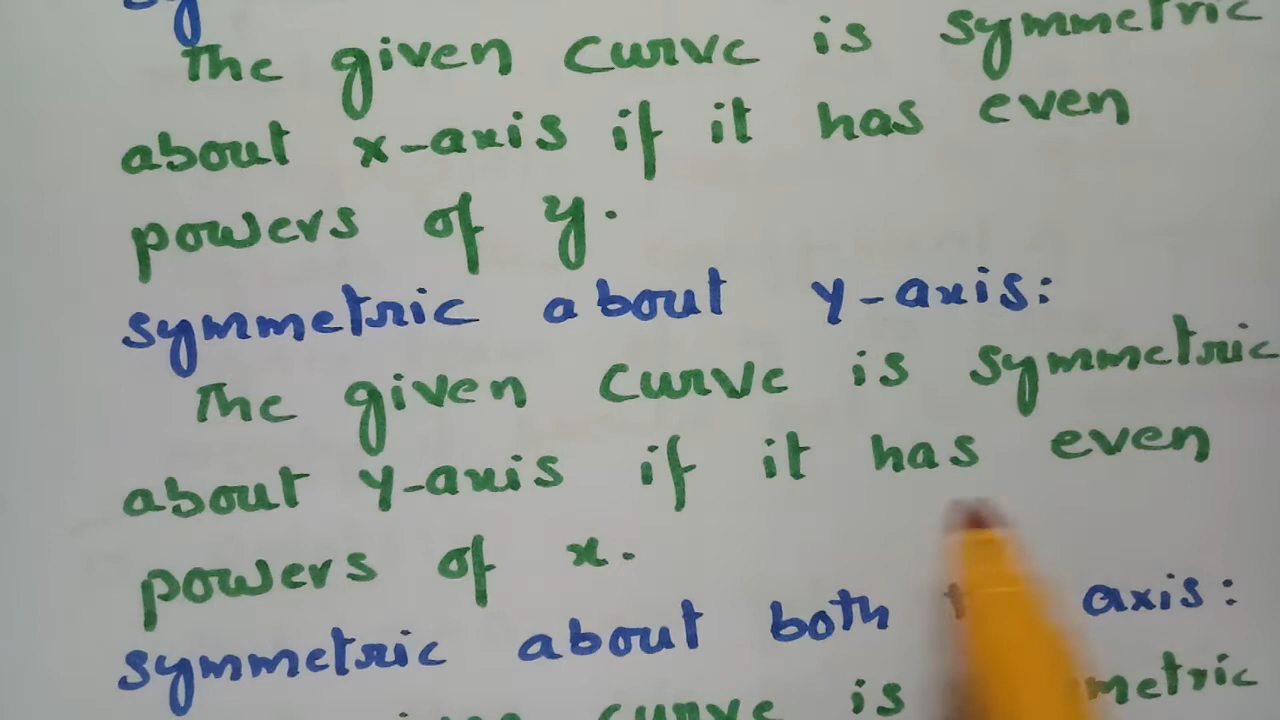 The given curve is symmetric
about x-axis if it has even
powers of y.
symmetric about y-axis:
The given curve is symmetric
about y-axis if it has even
powers of x.
symmetric about both axis:
curve is